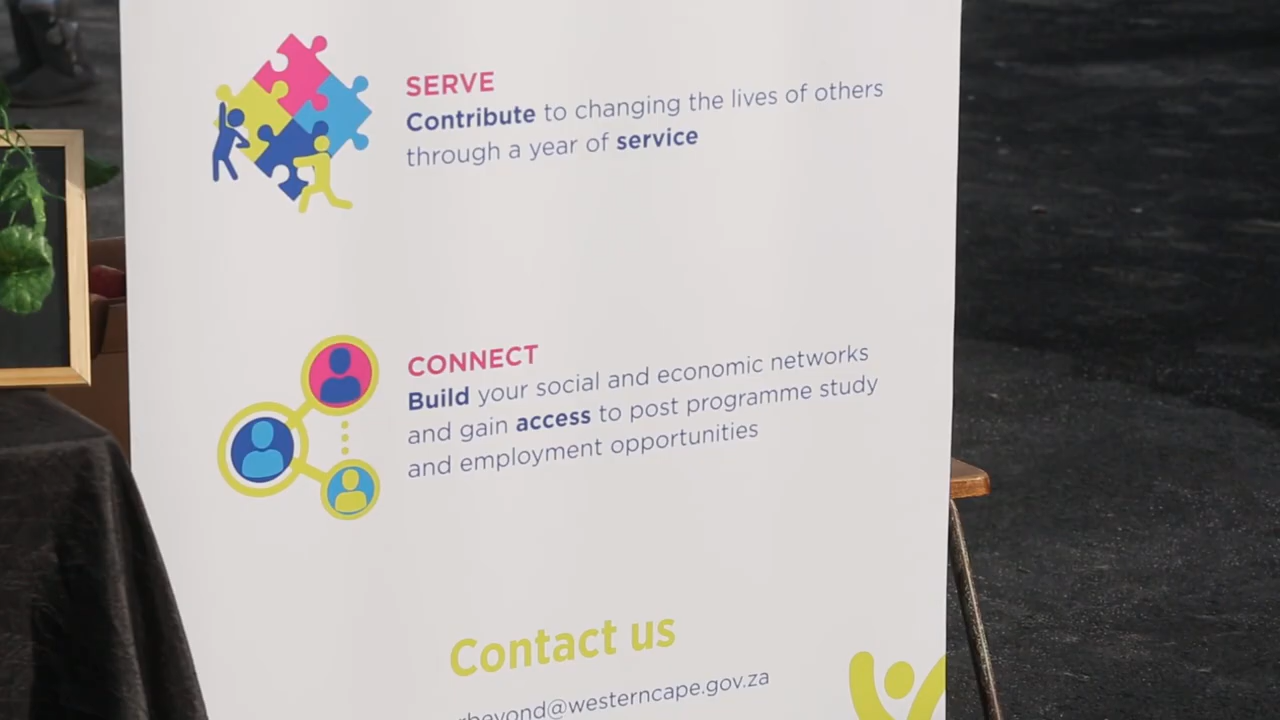 SERVE
Contribute to changing the lives of others
through a year of service
CONNECT
Build your social and economic networks
and gain access to post programme study
and employment opportunities
Contact us
beyond@westerncape.gov.za